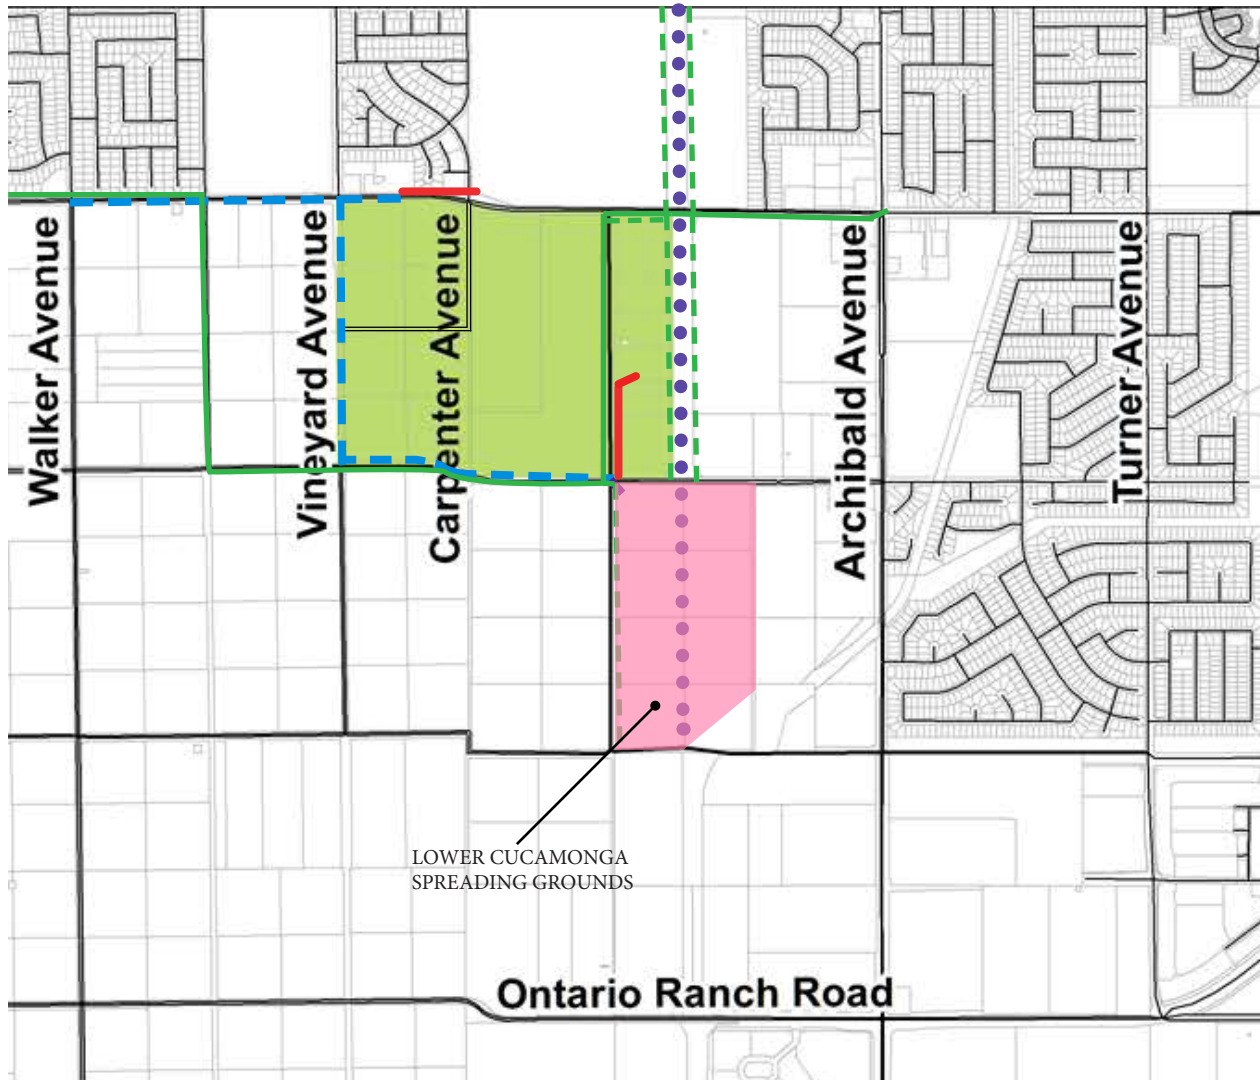 Walker Avenue
Vineyard Avenue
Carpenter Avenue
Archibald Avenue
Turner Avenue
LOWER CUCAMONGA
SPREADING GROUNDS
Ontario Ranch Road